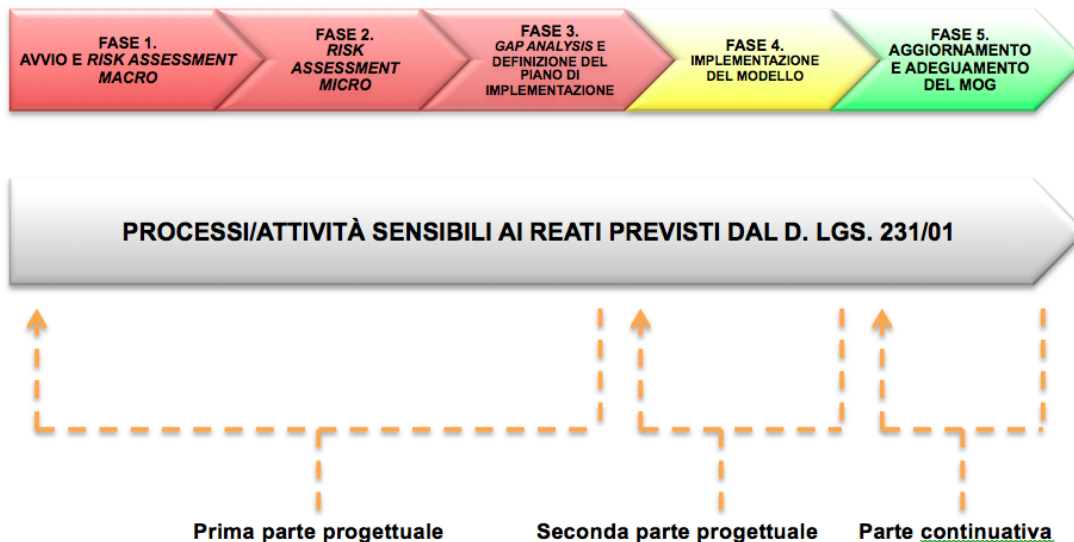 FASE 1.
AVVIO E RISK ASSESSMENT
MACRO
FASE 2.
RISK
ASSESSMENT
MICRO
FASE 3.
GAP ANALYSIS E
DEFINIZIONE DEL
PIANO DI
IMPLEMENTAZIONE
FASE 4.
IMPLEMENTAZIONE
DEL MODELLO
FASE 5.
AGGIORNAMENTO
E ADEGUAMENTO
DEL MOG
PROCESSI/ATTIVITÀ SENSIBILI AI REATI PREVISTI DAL D. LGS. 231/01
Prima parte progettuale
Seconda parte progettuale
Parte continuativa